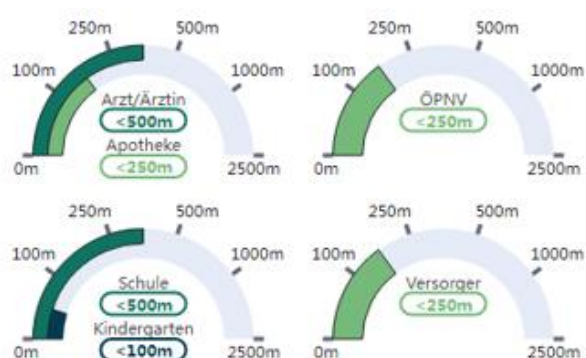 250m 500m
100m 1000m
Arzt/Ärztin
<500m
Apotheke
<250m
0m 2500m
250m 500m
100m 1000m
ÖPNV
<250m
0m 2500m
250m 500m
100m 1000m
Schule
<500m
Kindergarten
<100m
0m 2500m
250m 500m
100m 1000m
Versorger
<250m
0m 2500m